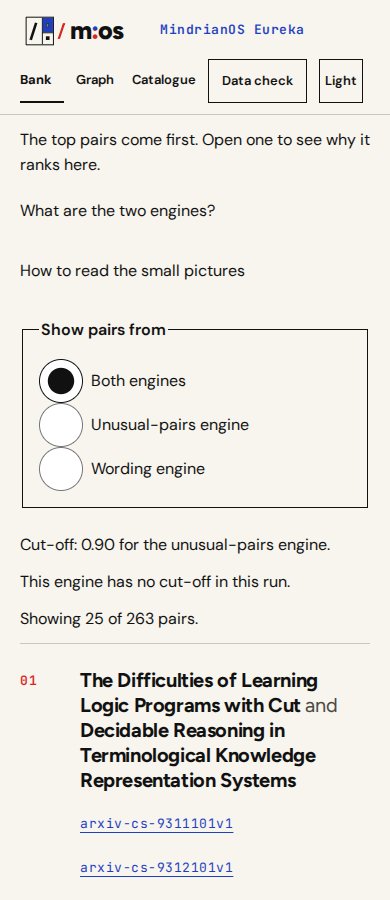 / m:os
MindrianOS Eureka
Bank Graph Catalogue Data check Light
The top pairs come first. Open one to see why it
ranks here.
What are the two engines?
How to read the small pictures
Show pairs from
Both engines
Unusual-pairs engine
Wording engine
Cut-off: 0.90 for the unusual-pairs engine.
This engine has no cut-off in this run.
Showing 25 of 263 pairs.
01
The Difficulties of Learning
Logic Programs with Cut and
Decidable Reasoning in
Terminological Knowledge
Representation Systems
arxiv-cs-9311101v1
arxiv-cs-9312101v1